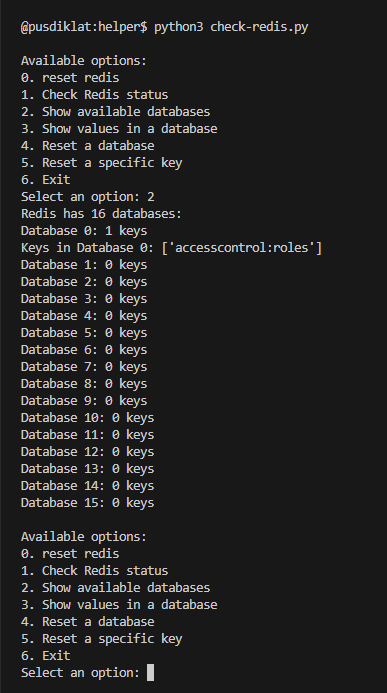 @pusdiklat:helper$ python3 check-redis.py
Available options:
0. reset redis
1. Check Redis status
2. Show available databases
3. Show values in a database
4. Reset a database
5. Reset a specific key
6. Exit
Select an option: 2
Redis has 16 databases:
Database 0: 1 keys
Keys in Database 0: ['accesscontrol:roles']
Database 1: 0 keys
Database 2: 0 keys
Database 3: 0 keys
Database 4: 0 keys
Database 5: 0 keys
Database 6: 0 keys
Database 7: 0 keys
Database 8: 0 keys
Database 9: 0 keys
Database 10: 0 keys
Database 11: 0 keys
Database 12: 0 keys
Database 13: 0 keys
Database 14: 0 keys
Database 15: 0 keys
Available options:
0. reset redis
1. Check Redis status
2. Show available databases
3. Show values in a database
4. Reset a database
5. Reset a specific key
6. Exit
Select an option: